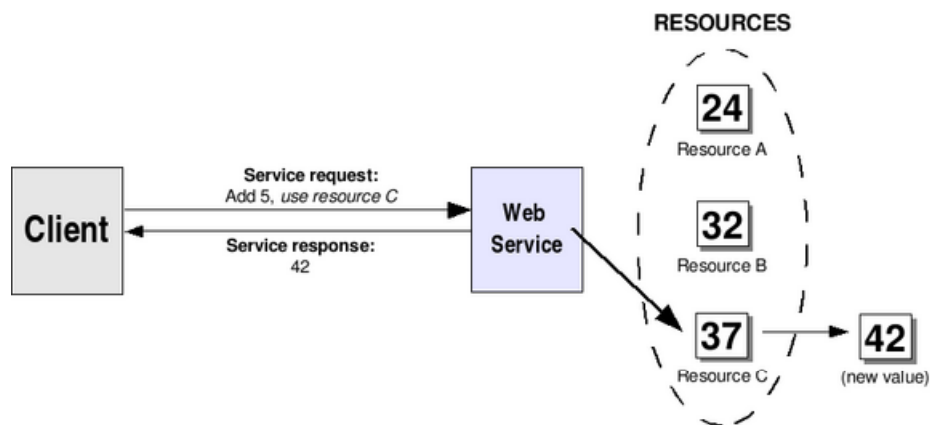 RESOURCES
24
Resource A
Service request:
Add 5, use resource C
Client
Web
Service
Service response:
42
32
Resource B
37
Resource C
42
(new value)